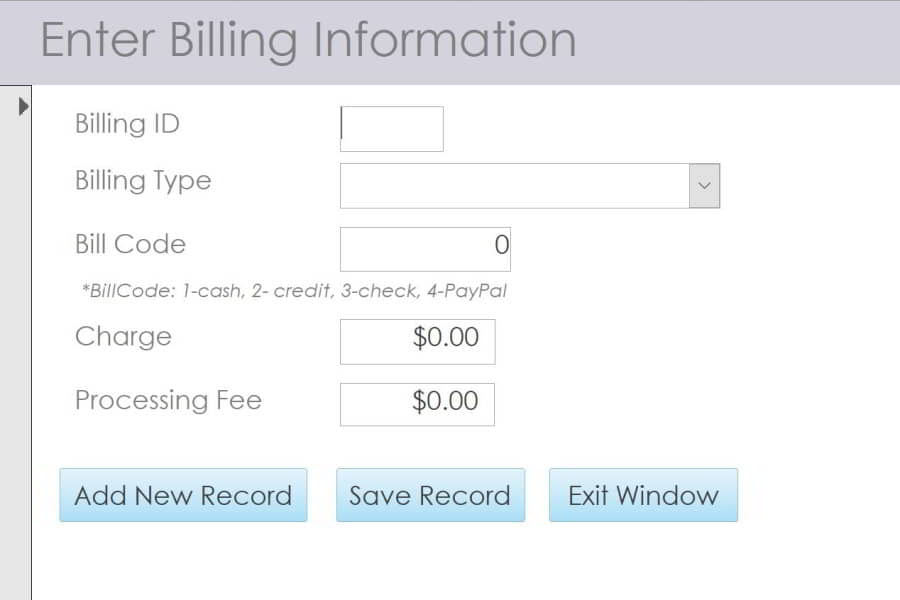 Enter Billing Information
Billing ID
Billing Type
Bill Code 0
*BillCode: 1-cash, 2- credit, 3-check, 4-PayPal
Charge $0.00
Processing Fee $0.00
Add New Record Save Record Exit Window